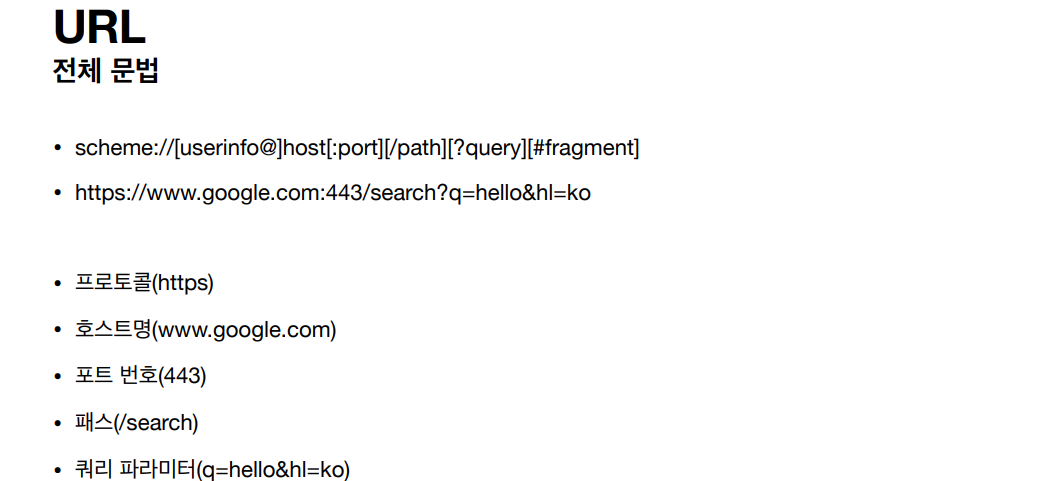 URL
전체 문법
• scheme://[userinfo@]host[:port][/path][?query][#fragment]
• https://www.google.com:443/search?q=hello&hl=ko
• 프로토콜(https)
• 호스트명(www.google.com)
• 포트 번호(443)
• 패스(/search)
• 쿼리 파라미터(q=hello&hl=ko)